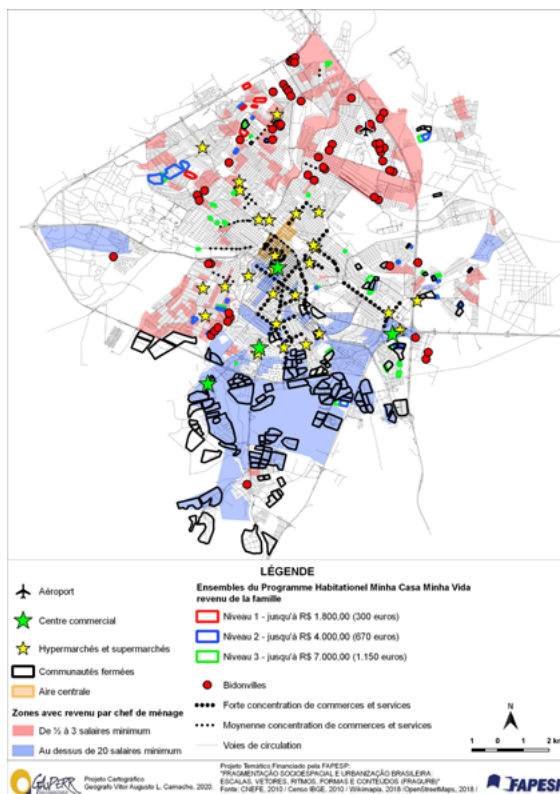 LÉGENDE
Aéroport
Centre commercial
Hypermarchés et supermarchés
Communautés fermées
Aire centrale
Zones avec revenu par chef de ménage
De ½ à 3 salaires minimum
Au dessus de 20 salaires minimum
Ensembles du Programme Habitationel Minha Casa Minha Vida
revenu de la famille
Niveau 1 - jusqu'à R$ 1.800,00 (300 euros)
Niveau 2 - jusqu'à R$ 4.000,00 (670 euros)
Niveau 3 - jusqu'à R$ 7.000,00 (1.150 euros)
Bidonvilles
Forte concentration de commerces et services
Moynenne concentration de commerces et services
Voies de circulation
N
1 0 1 2 k
GAsPERR
Projeto Cartográfico
Geógrafo Vitor Augusto L. Camacho, 2020.
Projeto Temático Financiado pela FAPESP:
"FRAGMENTAÇÃO SOCIOESPACIAL E URBANIZAÇÃO BRASILEIRA:
ESCALAS, VETORES, RITMOS, FORMAS E CONTEÚDOS (FRAGURB)"
Fonte: CNEFE, 2010 / Censo IBGE, 2010 / Wikimapia, 2018 /OpenStreetMaps, 2018 /
FAPESP